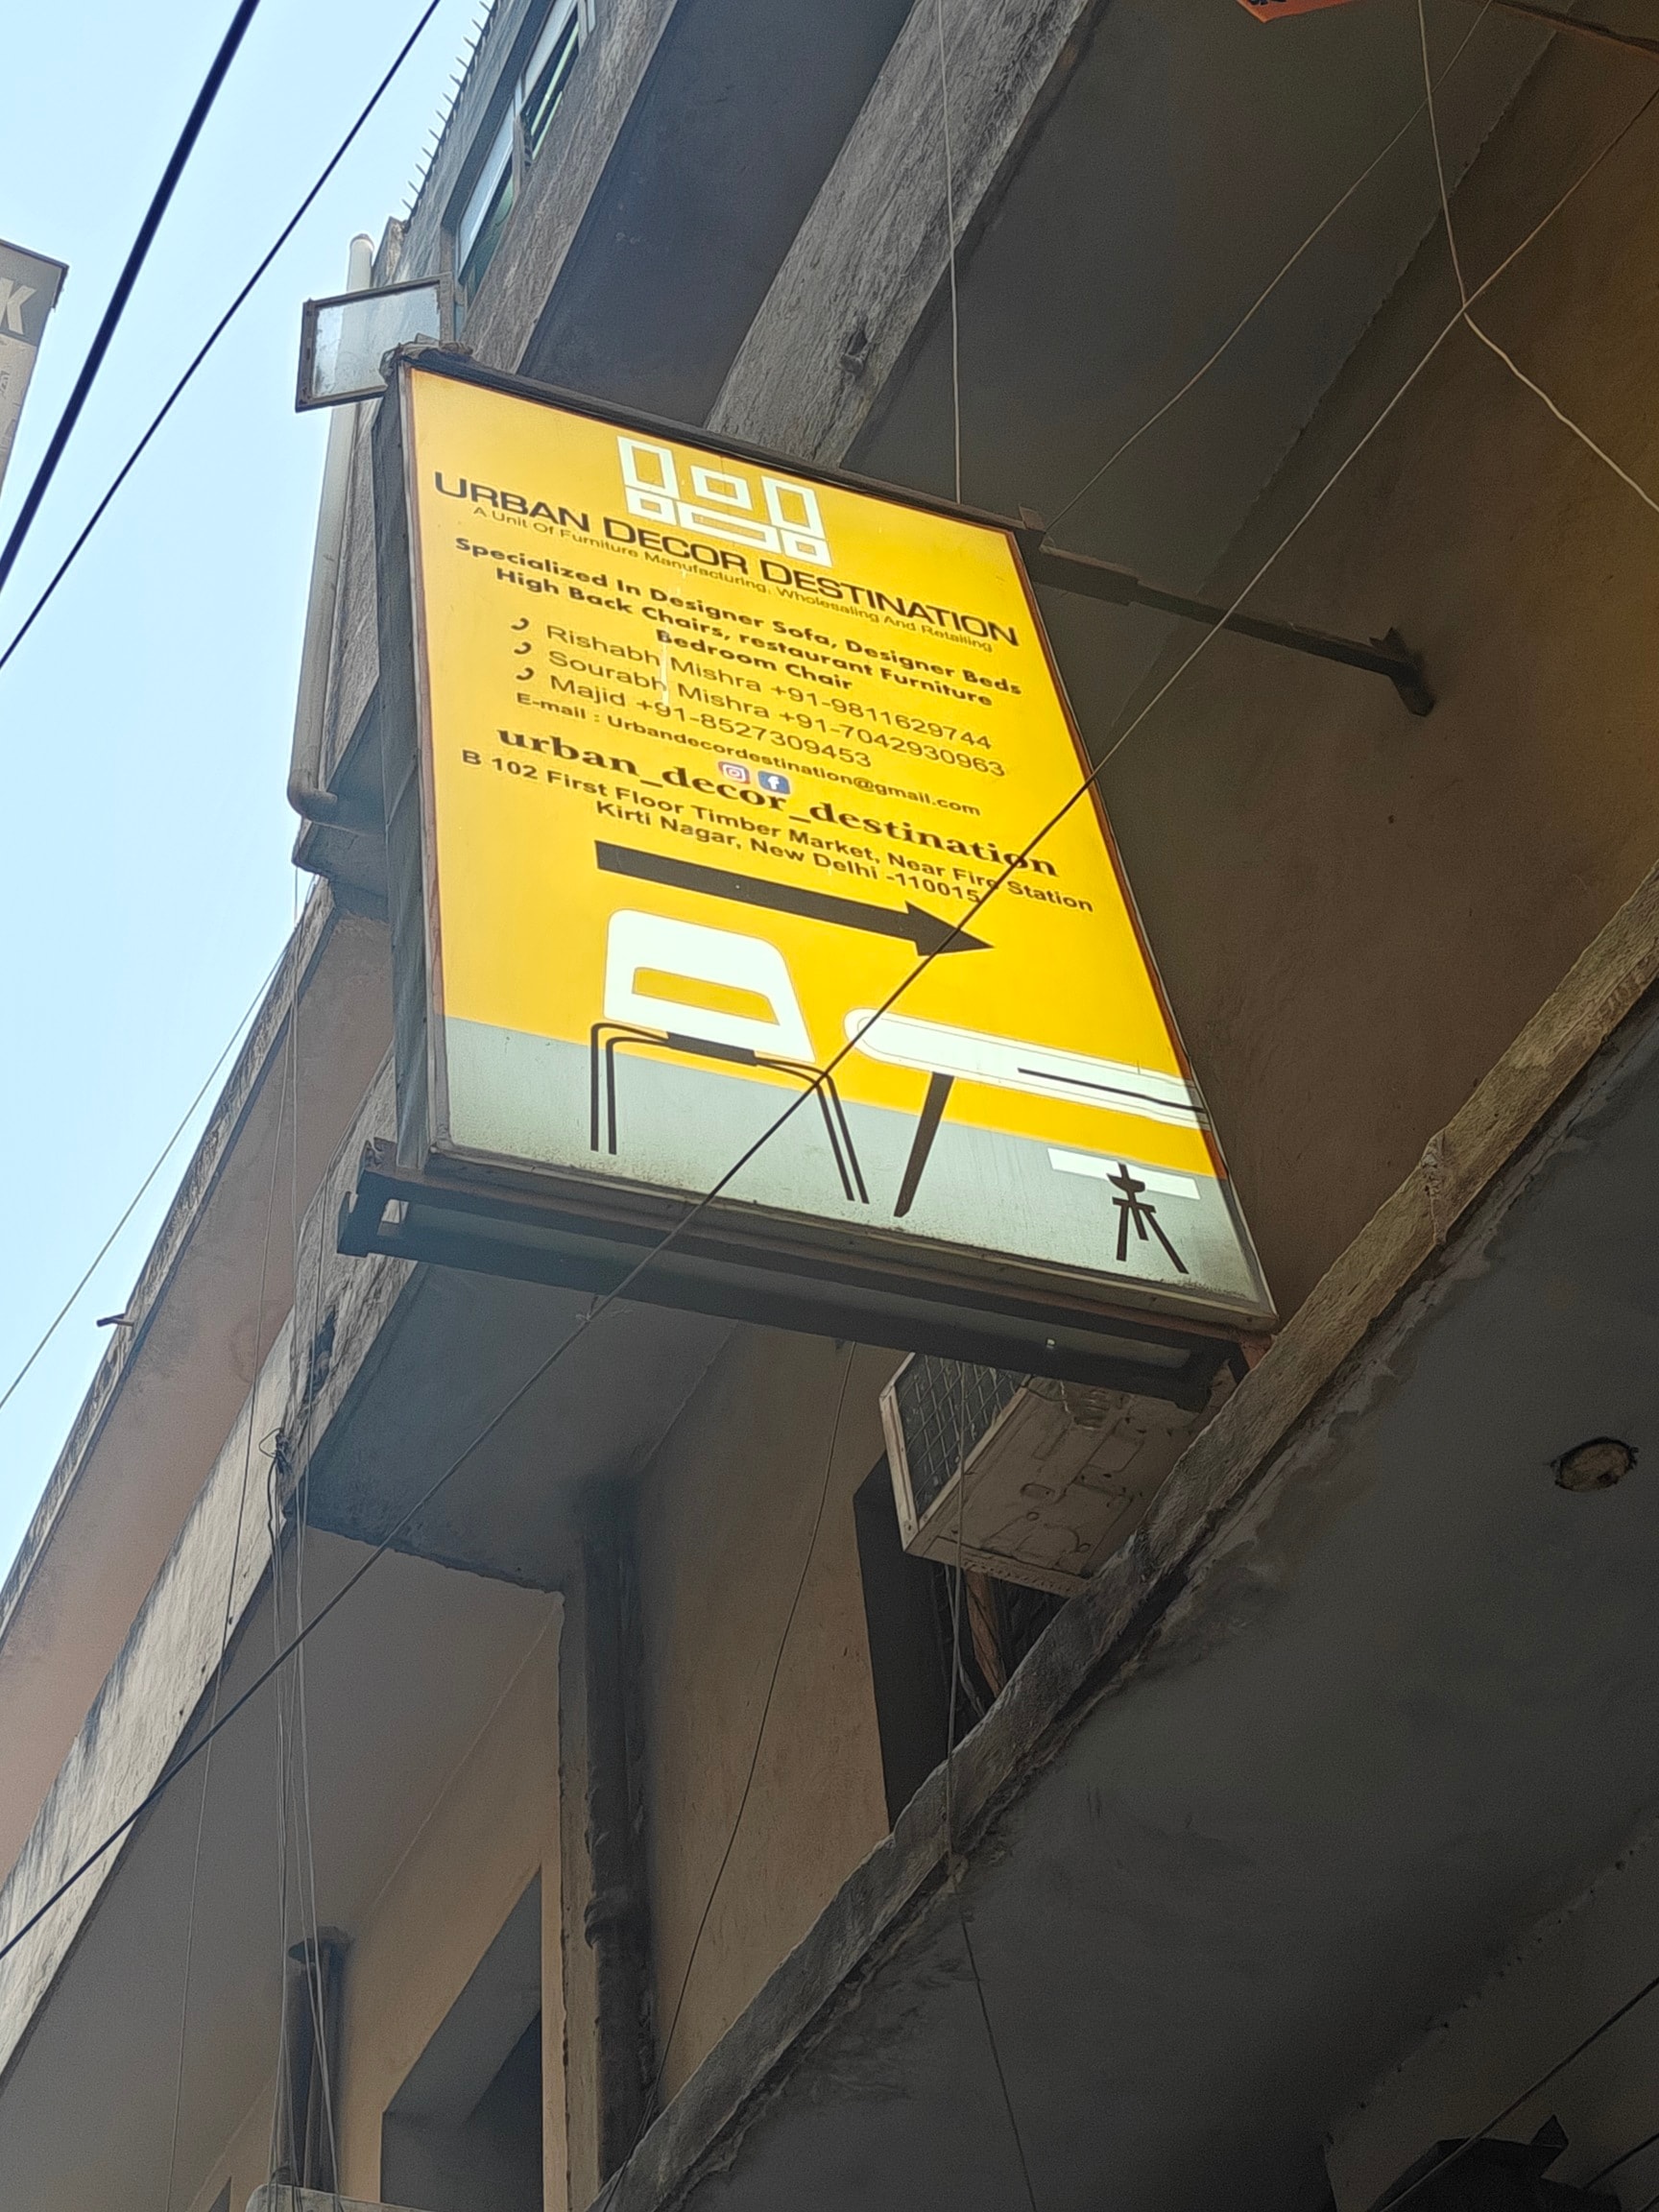 URBAN DECOR DESTINATION
A Unit Of Furniture Manufacturing, Wholesaling And Retailing
Specialized In Designer Sofa, Designer Beds
High Back Chairs, restaurant Furniture
Bedroom Chair
Rishabh Mishra +91-9811629744
Sourabh Mishra +91-7042930963
Majid +91-8527309453
E-mail : Urbandecordestination@gmail.com
urban_decor_destination
B 102 First Floor Timber Market, Near Fire Station
Kirti Nagar, New Delhi -110015
K